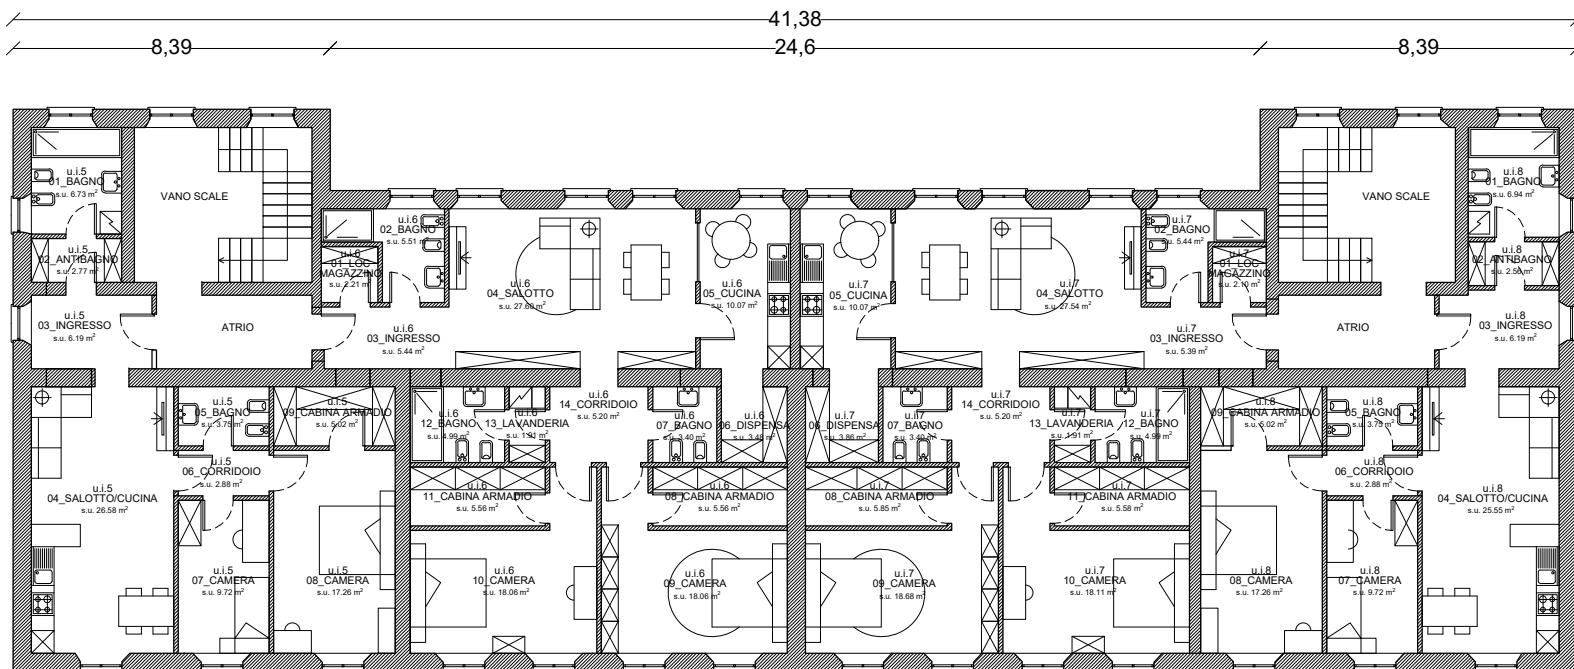 41,38
8,39
24,6
8,39
u.i.5
01_BAGNO
s.u. 6.73 m²
VANO SCALE
u.i.5
02_ANTIBAGNO
s.u. 2.77 m²
u.i.5
03_INGRESSO
s.u. 6.19 m²
ATRIO
u.i.6
02_BAGNO
s.u. 5.51 m²
u.i.6
01_LOC
MAGAZZINO
s.u. 2.21 m²
u.i.6
03_INGRESSO
s.u. 5.44 m²
u.i.6
04_SALOTTO
s.u. 27.60 m²
u.i.6
05_CUCINA
s.u. 10.07 m²
u.i.7
05_CUCINA
s.u. 10.07 m²
u.i.7
04_SALOTTO
s.u. 27.54 m²
u.i.7
02_BAGNO
s.u. 5.44 m²
u.i.7
01_LOC
MAGAZZINO
s.u. 2.10 m²
u.i.7
03_INGRESSO
s.u. 5.39 m²
VANO SCALE
ATRIO
u.i.8
01_BAGNO
s.u. 6.94 m²
u.i.8
02_ANTIBAGNO
s.u. 2.56 m²
u.i.8
03_INGRESSO
s.u. 6.19 m²
u.i.5
05_BAGNO
s.u. 3.75 m²
u.i.5
09_CABINA ARMADIO
s.u. 5.02 m²
u.i.5
06_CORRIDOIO
s.u. 2.88 m²
u.i.5
04_SALOTTO/CUCINA
s.u. 26.58 m²
u.i.5
07_CAMERA
s.u. 9.72 m²
u.i.5
08_CAMERA
s.u. 17.26 m²
u.i.6
12_BAGNO
s.u. 4.99 m²
u.i.6
13_LAVANDERIA
s.u. 1.91 m²
u.i.6
14_CORRIDOIO
s.u. 5.20 m²
u.i.6
07_BAGNO
s.u. 3.40 m²
u.i.6
06_DISPENSA
s.u. 3.48 m²
u.i.6
11_CABINA ARMADIO
s.u. 5.56 m²
u.i.6
08_CABINA ARMADIO
s.u. 5.56 m²
u.i.6
10_CAMERA
s.u. 18.06 m²
u.i.6
09_CAMERA
s.u. 18.06 m²
u.i.7
06_DISPENSA
s.u. 3.86 m²
u.i.7
07_BAGNO
s.u. 3.40 m²
u.i.7
14_CORRIDOIO
s.u. 5.20 m²
u.i.7
13_LAVANDERIA
s.u. 1.91 m²
u.i.7
12_BAGNO
s.u. 4.99 m²
u.i.7
08_CABINA ARMADIO
s.u. 5.85 m²
u.i.7
11_CABINA ARMADIO
s.u. 5.58 m²
u.i.7
09_CAMERA
s.u. 18.68 m²
u.i.7
10_CAMERA
s.u. 18.11 m²
u.i.8
09_CABINA ARMADIO
s.u. 5.02 m²
u.i.8
05_BAGNO
s.u. 3.75 m²
u.i.8
06_CORRIDOIO
s.u. 2.88 m²
u.i.8
04_SALOTTO/CUCINA
s.u. 25.55 m²
u.i.8
08_CAMERA
s.u. 17.26 m²
u.i.8
07_CAMERA
s.u. 9.72 m²